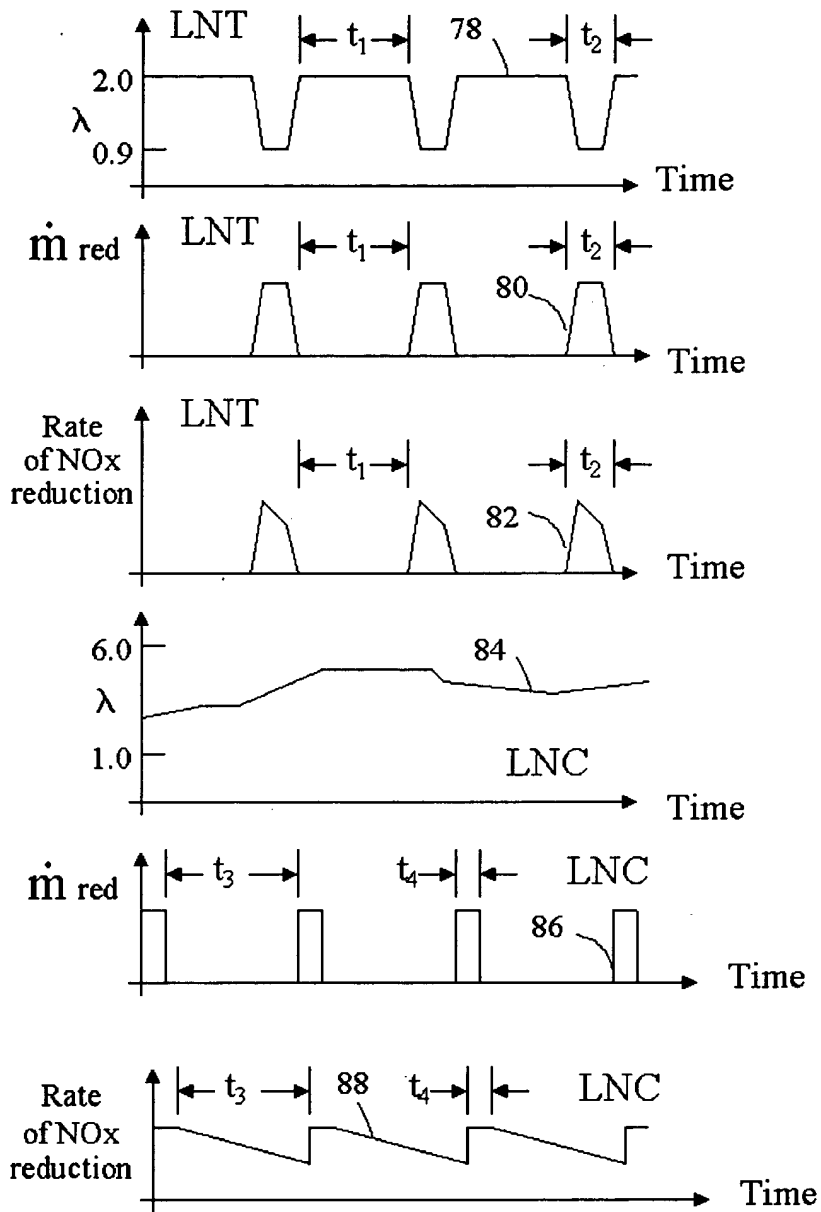 LNT
t₁
78
t₂
2.0
λ
0.9
Time
ṁ red
LNT
t₁
t₂
80
Time
LNT
Rate
of NOx
reduction
t₁
t₂
82
Time
6.0
84
λ
1.0
LNC
Time
ṁ red
t₃
t₄
LNC
86
Time
Rate
of NOx
reduction
t₃
88
t₄
LNC
Time